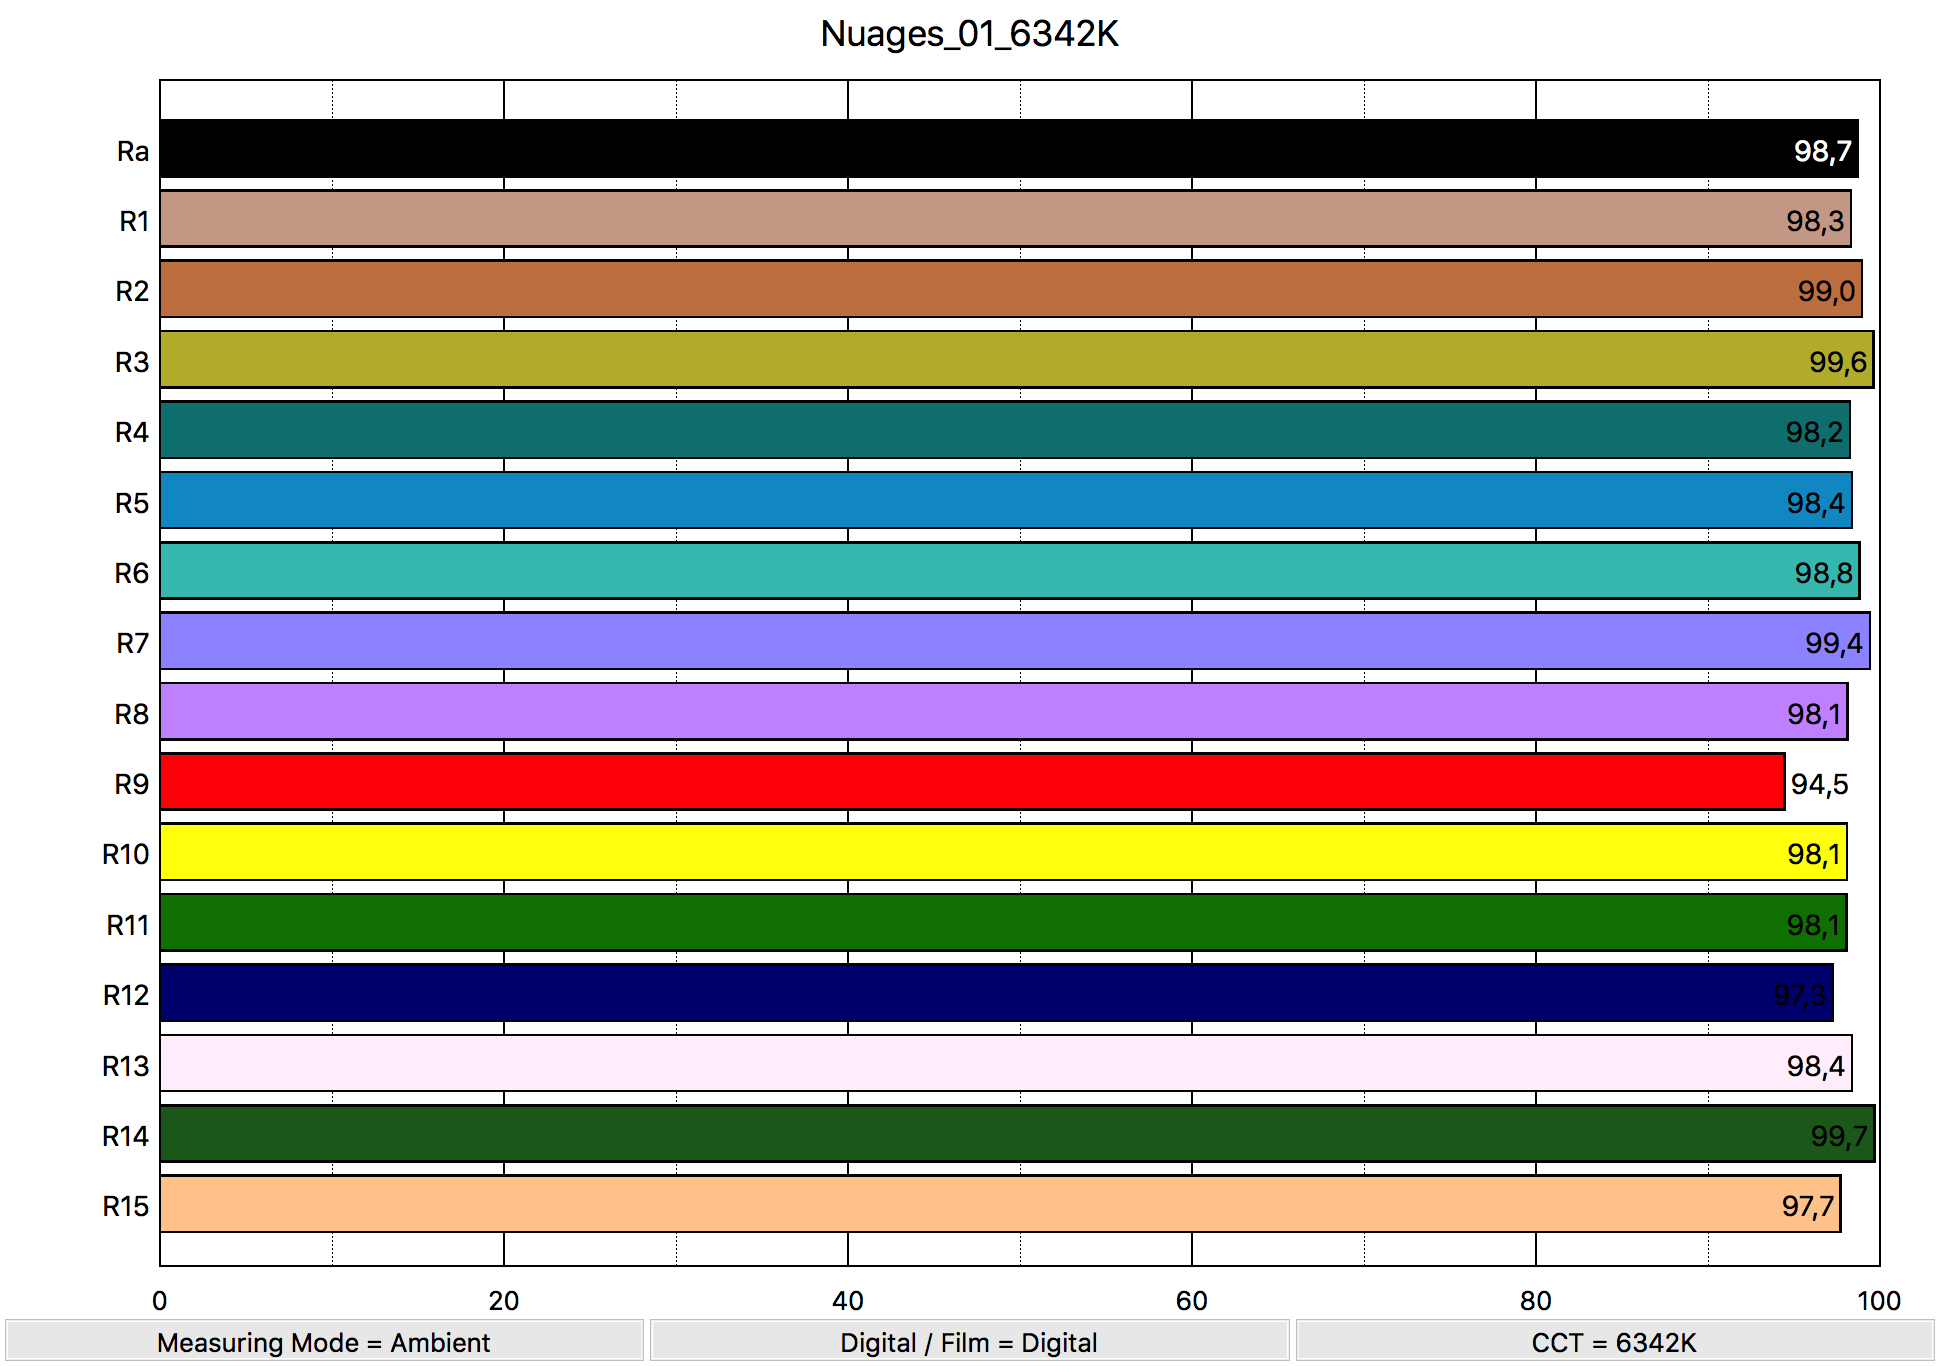 Nuages_01_6342K
Ra 98,7
R1 98,3
R2 99,0
R3 99,6
R4 98,2
R5 98,4
R6 98,8
R7 99,4
R8 98,1
R9 94,5
R10 98,1
R11 98,1
R12 97,3
R13 98,4
R14 99,7
R15 97,7
0 20 40 60 80 100
Measuring Mode = Ambient Digital / Film = Digital CCT = 6342K